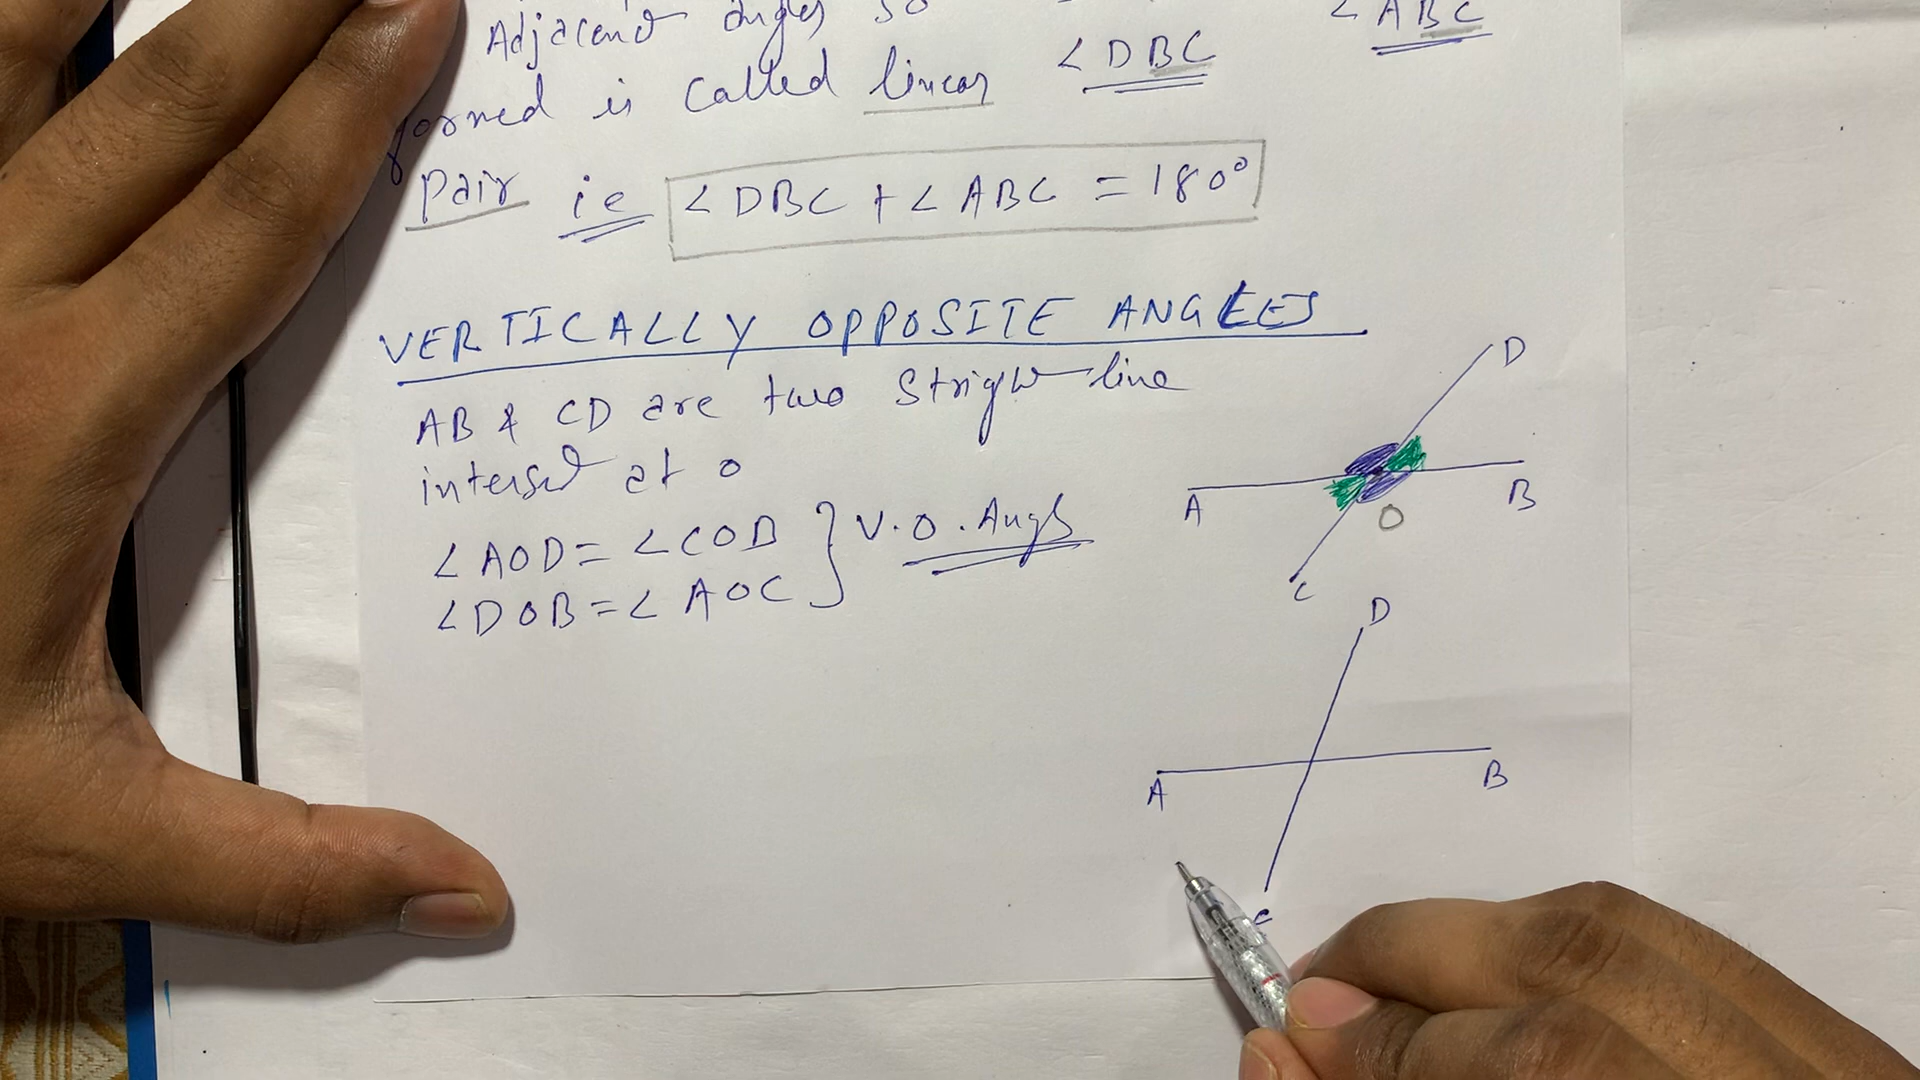 Adjacent angles so
∠ ABC
formed is called linear
∠ DBC
pair ie ∠ DBC + ∠ ABC = 180°
VERTICALLY OPPOSITE ANGLES
AB & CD are two Stright line
intersect at o
∠ AOD = ∠ COB } V.O. Angls
∠ DOB = ∠ AOC
D
A
B
O
C
D
A
B
C